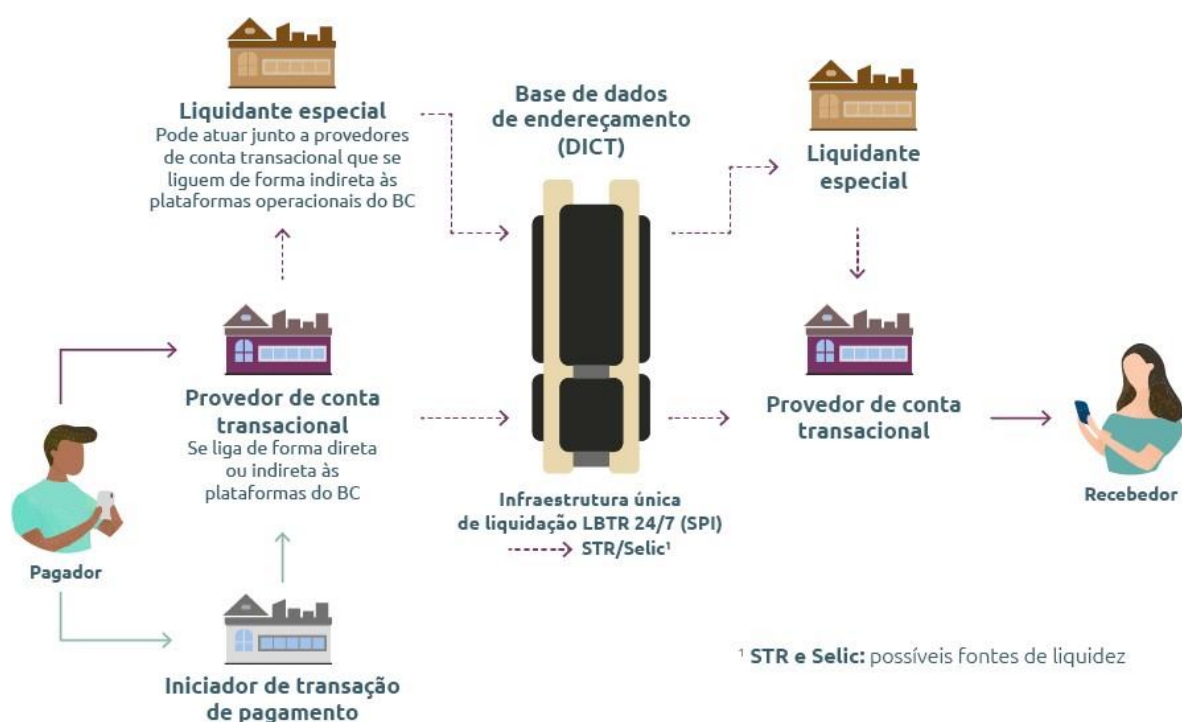 Liquidante especial
Pode atuar junto a provedores
de conta transacional que se
liguem de forma indireta às
plataformas operacionais do BC
Base de dados
de endereçamento
(DICT)
Liquidante
especial
Provedor de conta
transacional
Se liga de forma direta
ou indireta às
plataformas do BC
Provedor de conta
transacional
Pagador
Recebedor
Infraestrutura única
de liquidação LBTR 24/7 (SPI)
STR/Selic¹
Iniciador de transação
de pagamento
¹ STR e Selic: possíveis fontes de liquidez